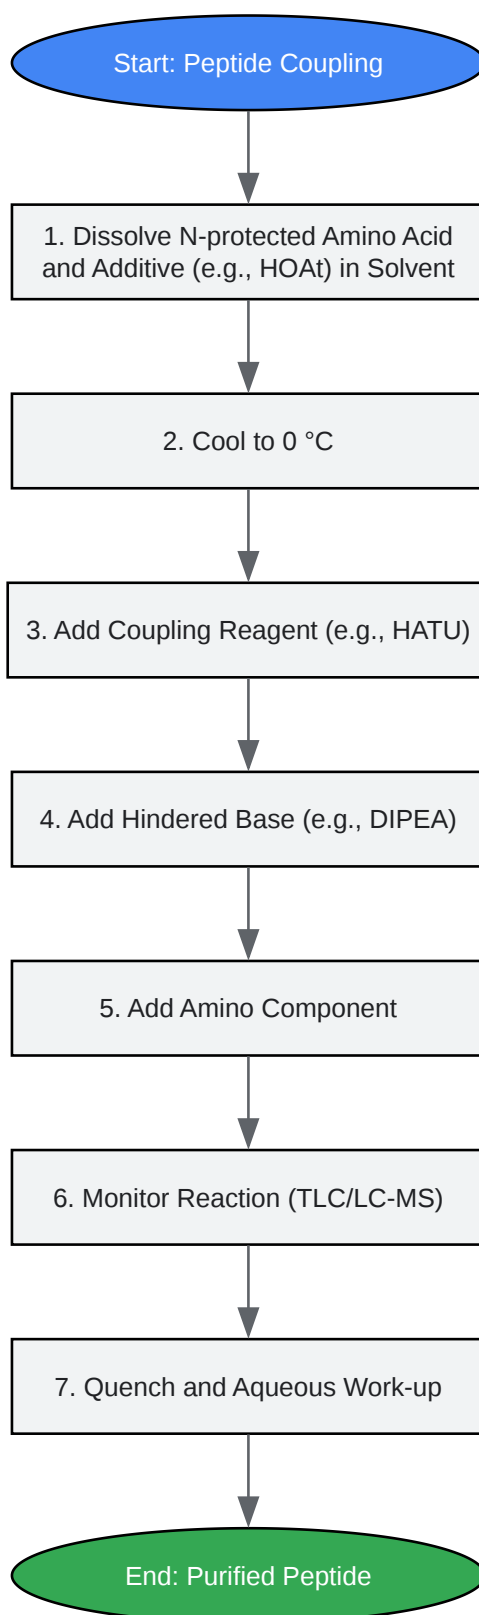 Start: Peptide Coupling
1. Dissolve N-protected Amino Acid
and Additive (e.g., HOAt) in Solvent
2. Cool to 0 °C
3. Add Coupling Reagent (e.g., HATU)
4. Add Hindered Base (e.g., DIPEA)
5. Add Amino Component
6. Monitor Reaction (TLC/LC-MS)
7. Quench and Aqueous Work-up
End: Purified Peptide